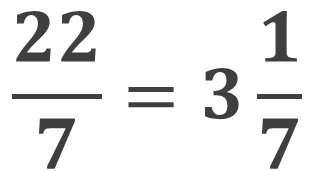 22/7 = 3 1/7